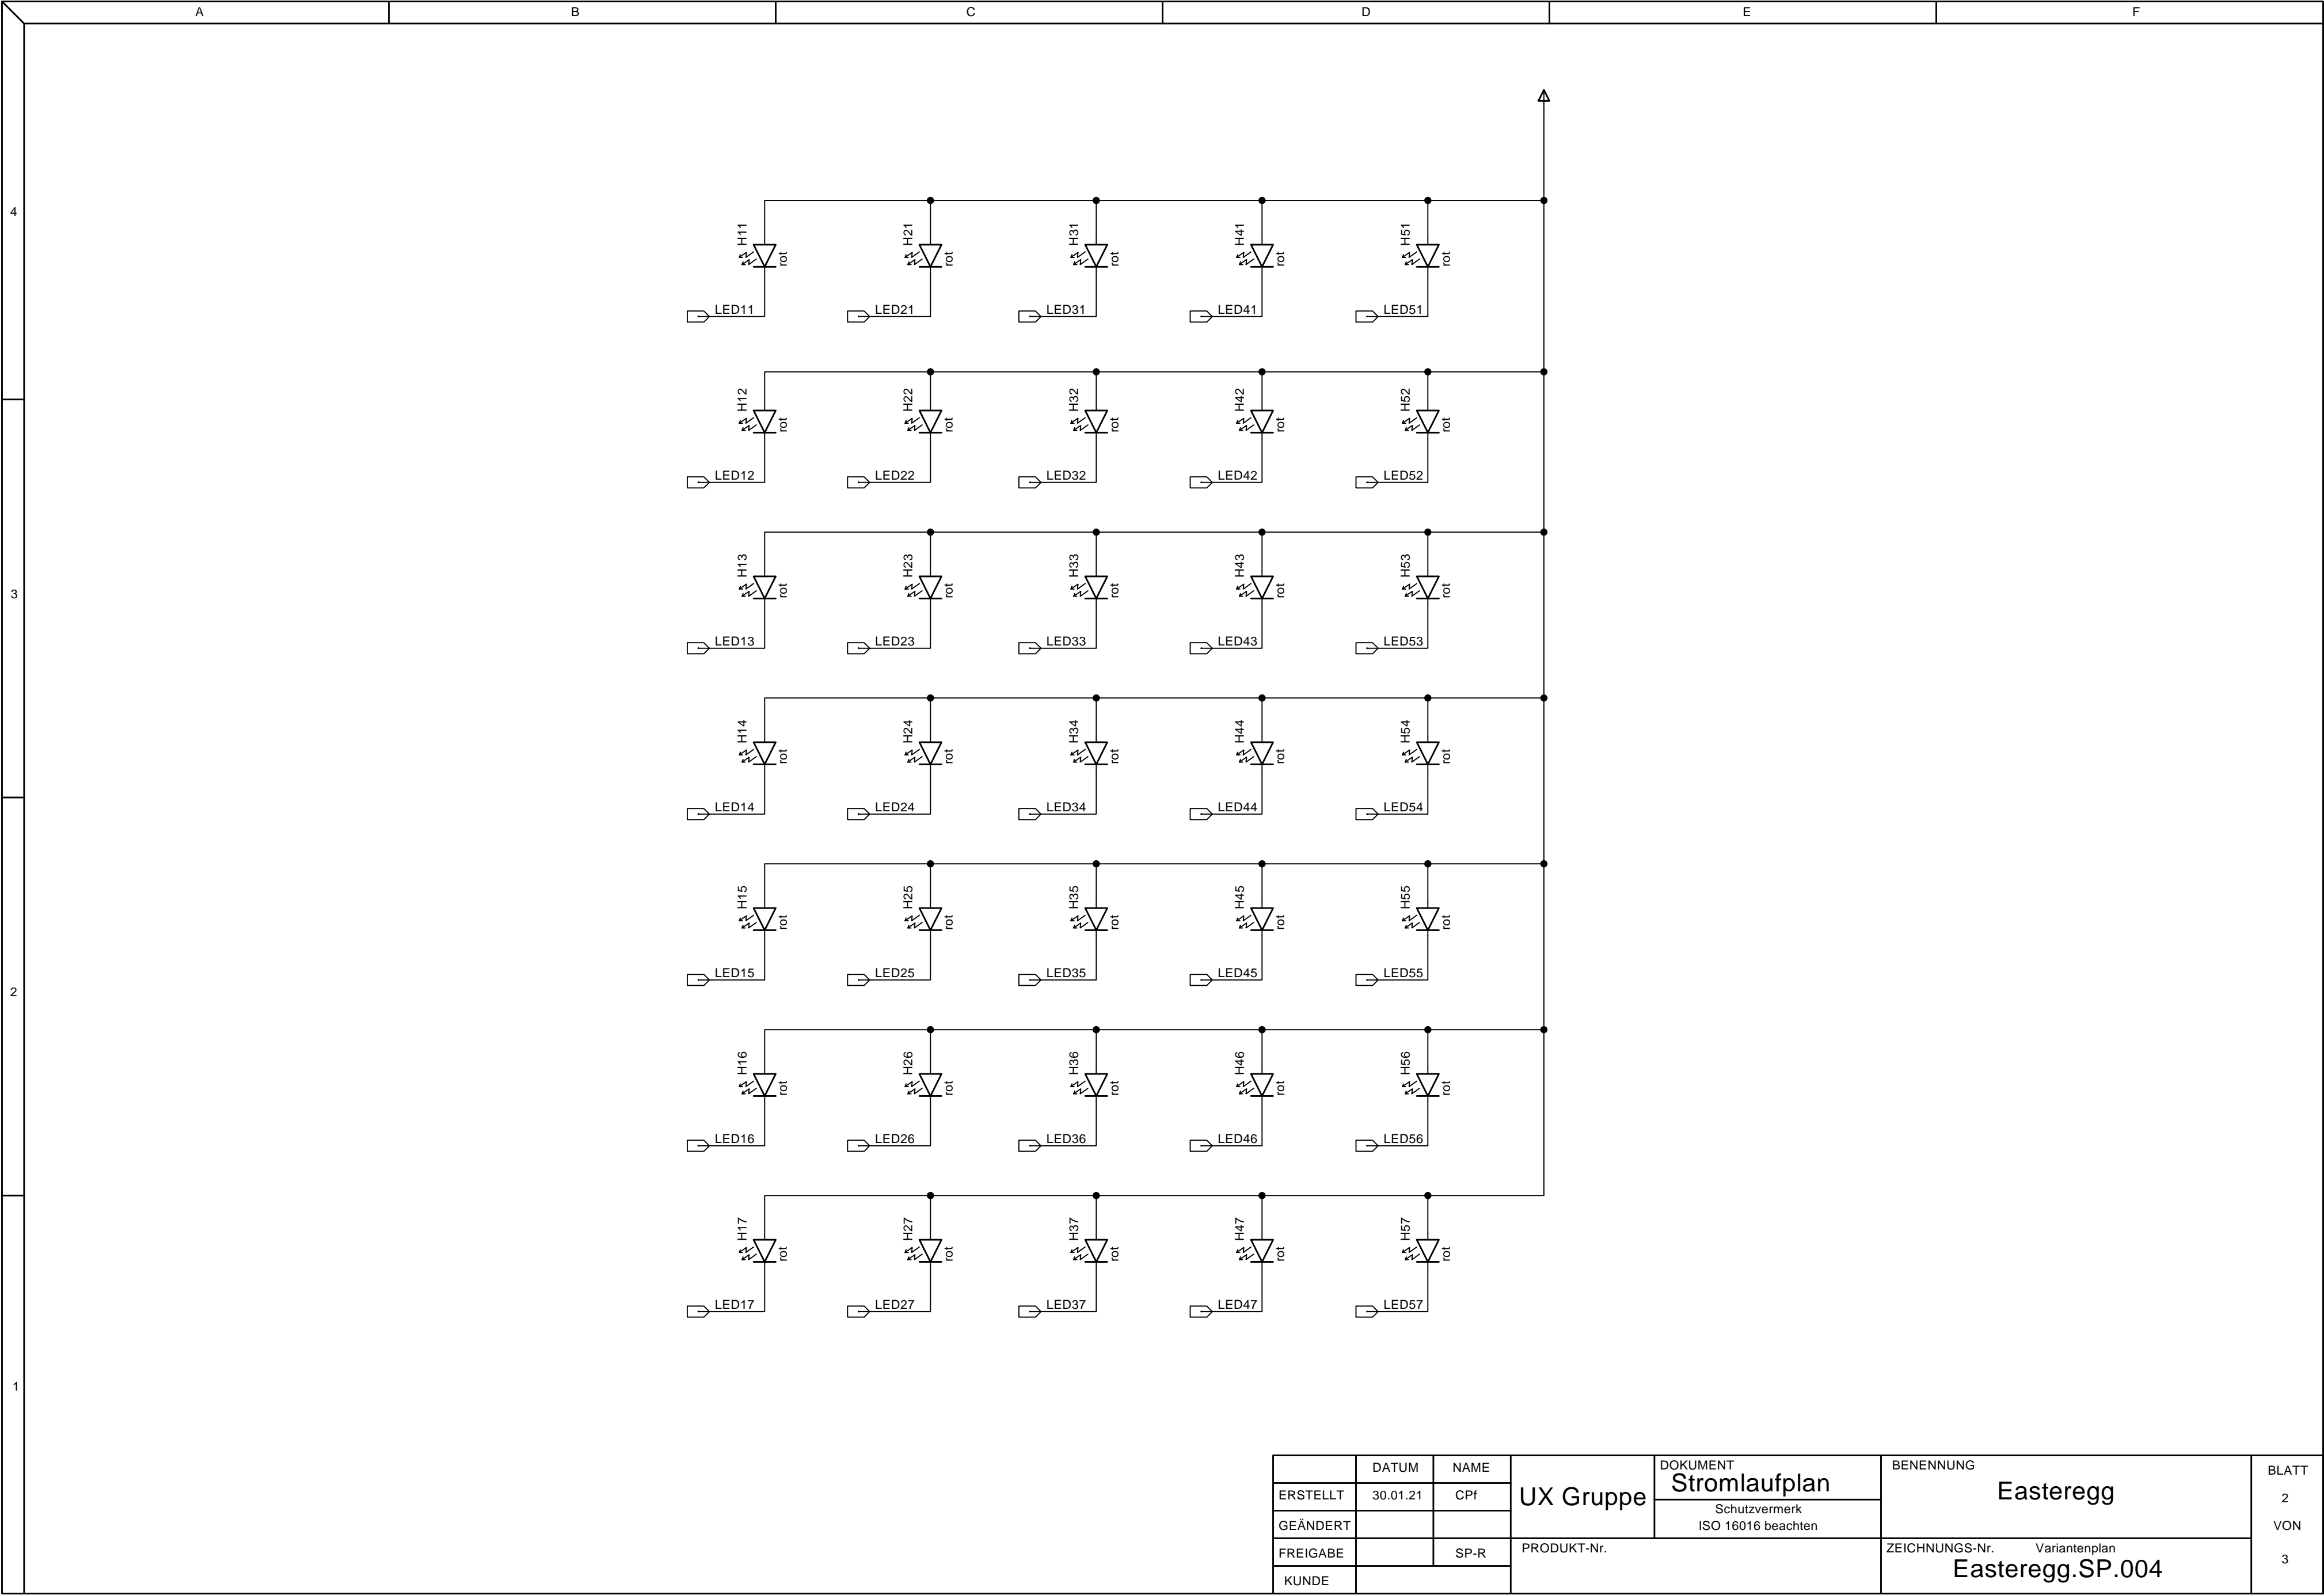 A B C D E F
4
3
2
1
H11 H21 H31 H41 H51
rot rot rot rot rot
LED11 LED21 LED31 LED41 LED51
H12 H22 H32 H42 H52
rot rot rot rot rot
LED12 LED22 LED32 LED42 LED52
H13 H23 H33 H43 H53
rot rot rot rot rot
LED13 LED23 LED33 LED43 LED53
H14 H24 H34 H44 H54
rot rot rot rot rot
LED14 LED24 LED34 LED44 LED54
H15 H25 H35 H45 H55
rot rot rot rot rot
LED15 LED25 LED35 LED45 LED55
H16 H26 H36 H46 H56
rot rot rot rot rot
LED16 LED26 LED36 LED46 LED56
H17 H27 H37 H47 H57
rot rot rot rot rot
LED17 LED27 LED37 LED47 LED57
DATUM NAME
ERSTELLT 30.01.21 CPf
GEÄNDERT
FREIGABE SP-R
KUNDE
UX Gruppe
DOKUMENT
Stromlaufplan
Schutzvermerk
ISO 16016 beachten
PRODUKT-Nr.
BENENNUNG
Easteregg
ZEICHNUNGS-Nr. Variantenplan
Easteregg.SP.004
BLATT
2
VON
3